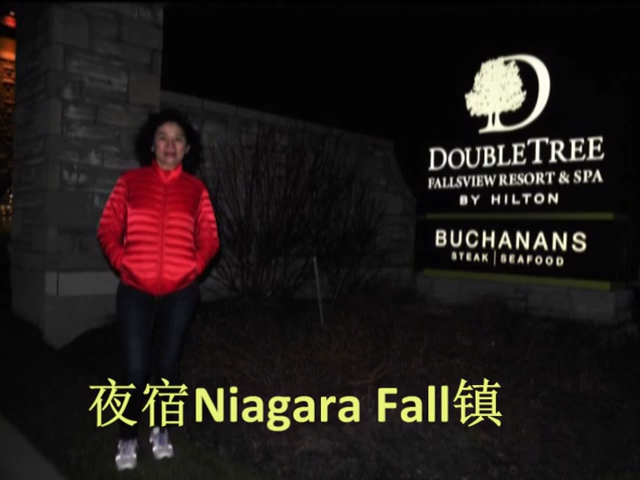 D
DOUBLETREE
FALLSVIEW RESORT & SPA
BY HILTON
BUCHANANS
STEAK | SEAFOOD
夜宿Niagara Fall镇